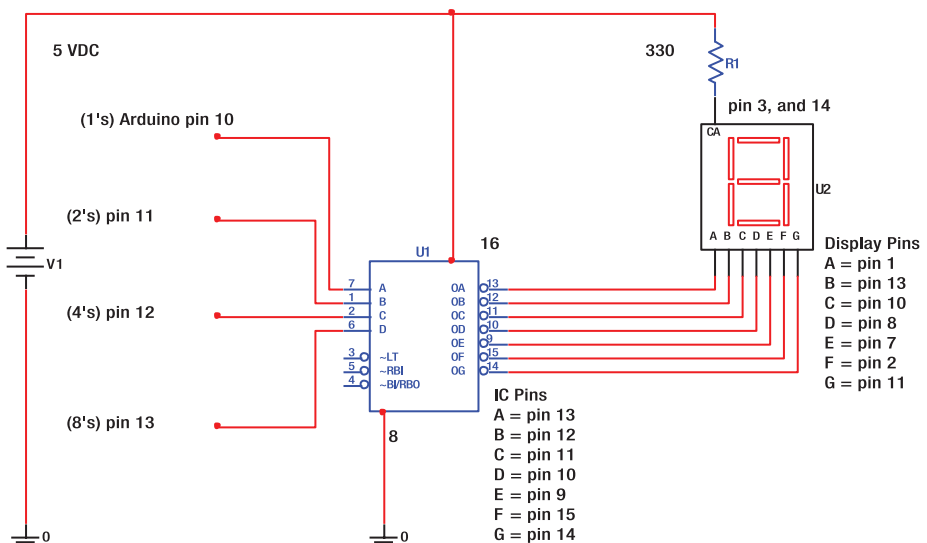 5 VDC
330
R1
(1's) Arduino pin 10
pin 3, and 14
CA
U2
(2's) pin 11
A B C D E F G
16
V1
U1
Display Pins
A = pin 1
B = pin 13
C = pin 10
D = pin 8
E = pin 7
F = pin 2
G = pin 11
7 A OA 13
1 B OB 12
(4's) pin 12
2 C OC 11
6 D OD 10
OE 9
3 ~LT OF 15
5 ~RBI OG 14
4 ~BI/RBO
(8's) pin 13
8
IC Pins
A = pin 13
B = pin 12
C = pin 11
D = pin 10
E = pin 9
F = pin 15
G = pin 14
0
0